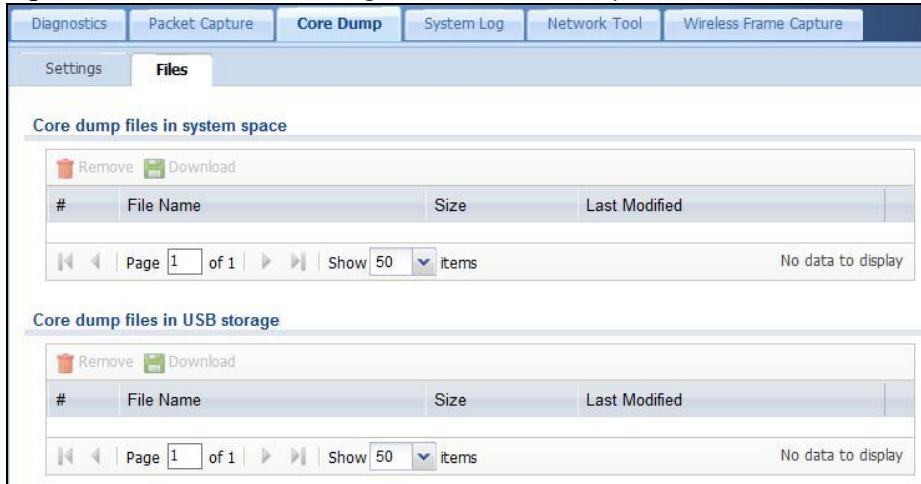 Diagnostics Packet Capture Core Dump System Log Network Tool Wireless Frame Capture
Settings Files
Core dump files in system space
Remove Download
# File Name Size Last Modified
Page 1 of 1 Show 50 items No data to display
Core dump files in USB storage
Remove Download
# File Name Size Last Modified
Page 1 of 1 Show 50 items No data to display